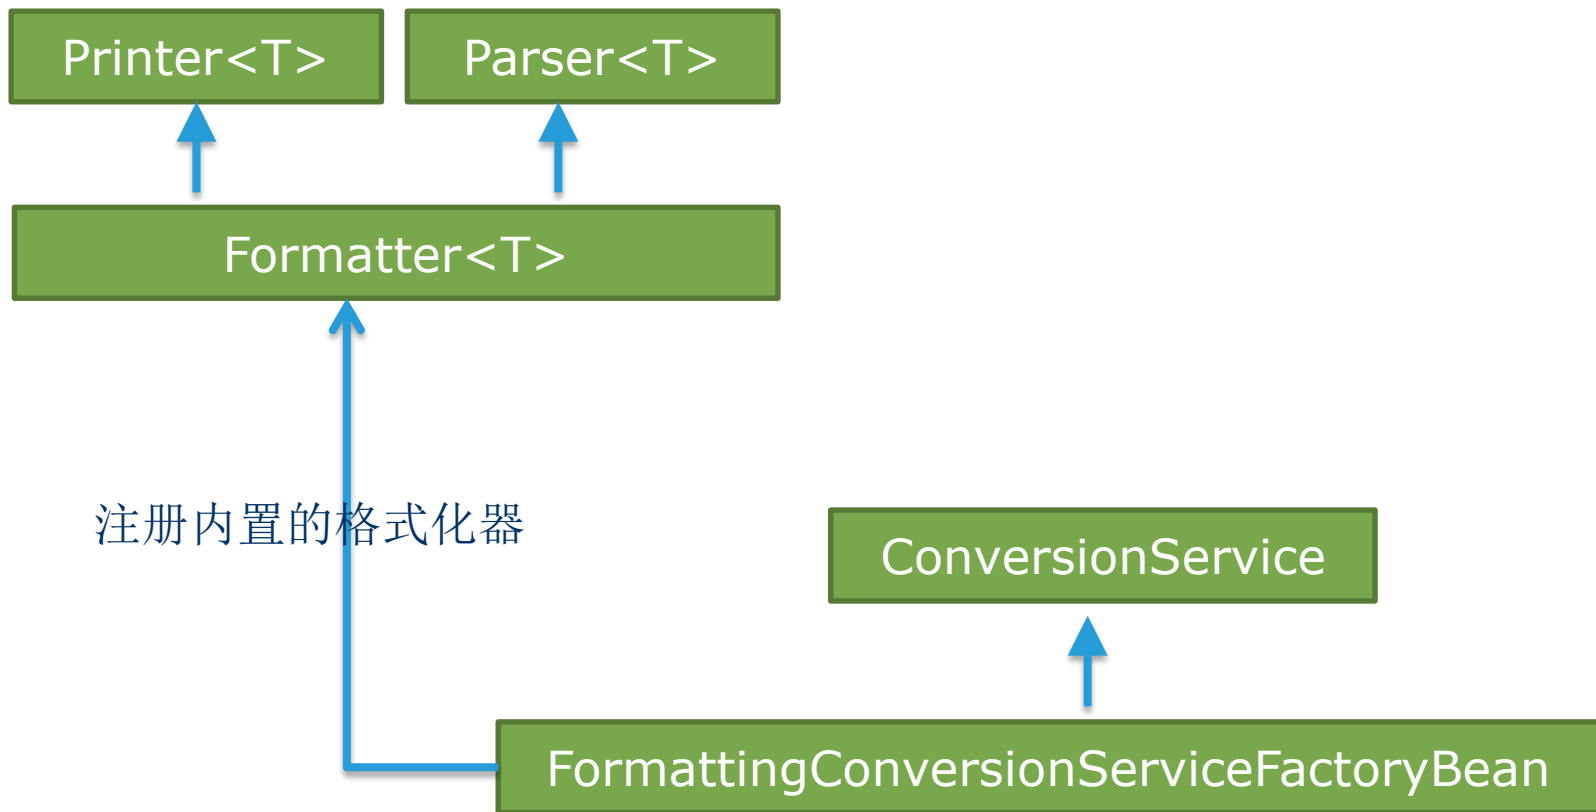 Printer<T>
Parser<T>
Formatter<T>
注册内置的格式化器
ConversionService
FormattingConversionServiceFactoryBean